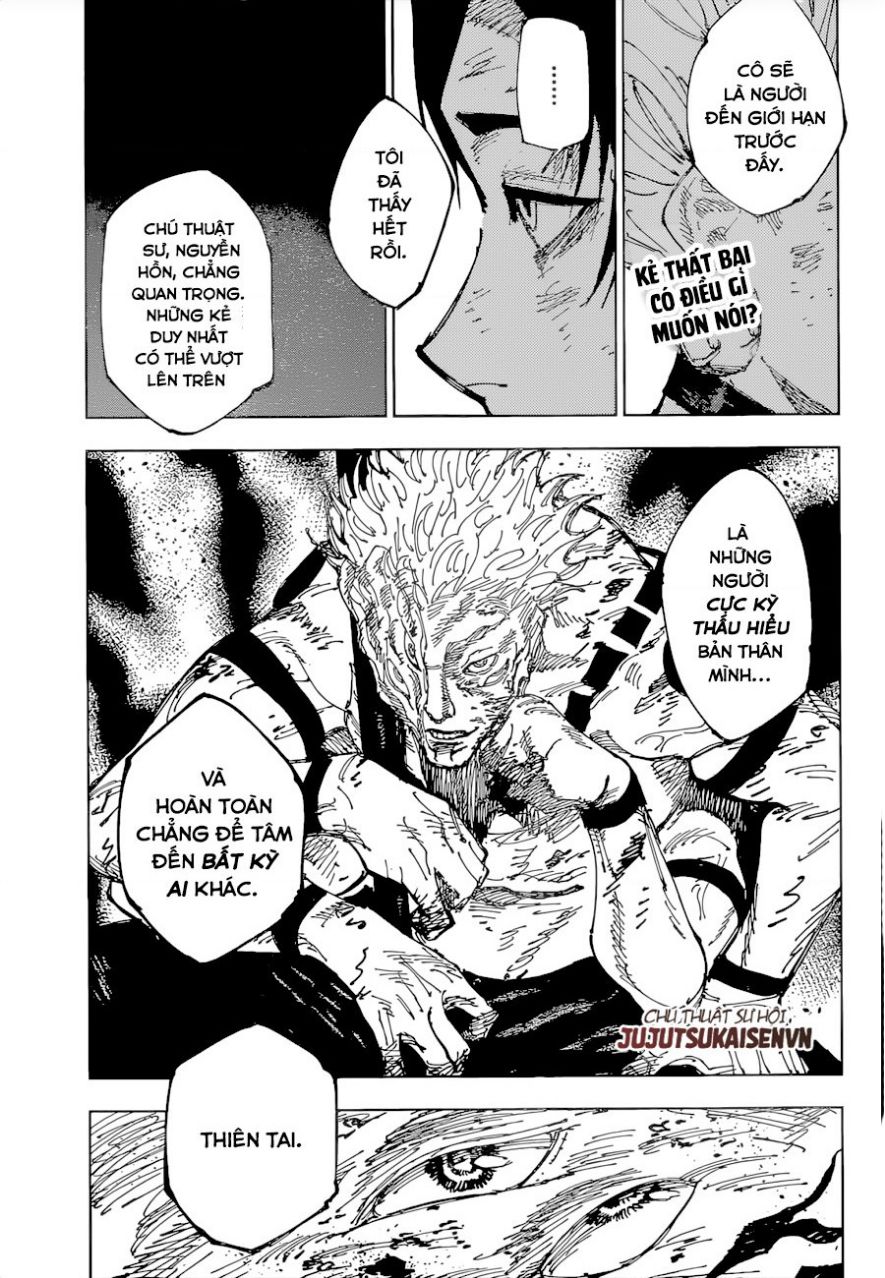 CÔ SẼ
LÀ NGƯỜI
ĐẾN GIỚI HẠN
TRƯỚC
ĐẤY.
KẺ THẤT BẠI
CÓ ĐIỀU GÌ
MUỐN NÓI?
......
TÔI
ĐÃ
THẤY
HẾT
RỒI.
CHÚ THUẬT
SƯ, NGUYỀN
HỒN, CHẲNG
QUAN TRỌNG.
NHỮNG KẺ
DUY NHẤT
CÓ THỂ VƯỢT
LÊN TRÊN
LÀ
NHỮNG
NGƯỜI
CỰC KỲ
THẤU HIỂU
BẢN THÂN
MÌNH...
VÀ
HOÀN TOÀN
CHẲNG ĐỂ TÂM
ĐẾN BẤT KỲ
AI KHÁC.
CHÚ THUẬT SƯ HỘI
JUJUTSUKAISENVN
THIÊN TAI.